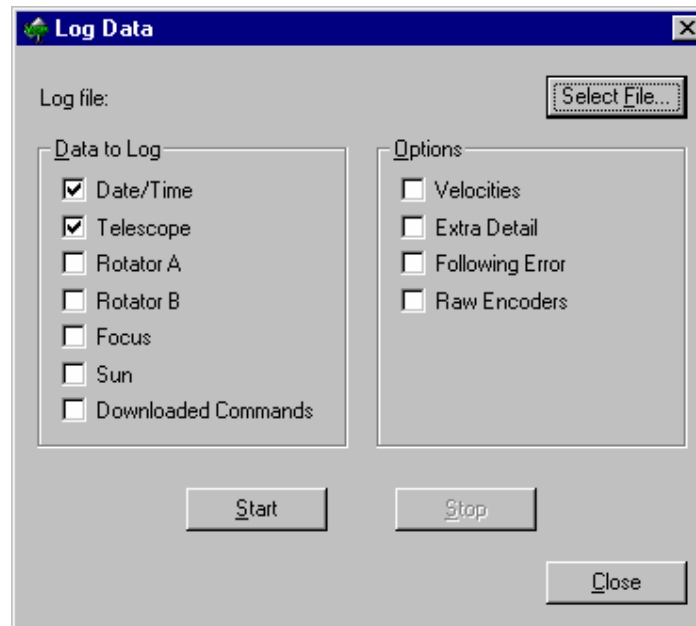 Log Data
Log file:
Select File...
Data to Log
Date/Time
Telescope
Rotator A
Rotator B
Focus
Sun
Downloaded Commands
Options
Velocities
Extra Detail
Following Error
Raw Encoders
Start
Stop
Close